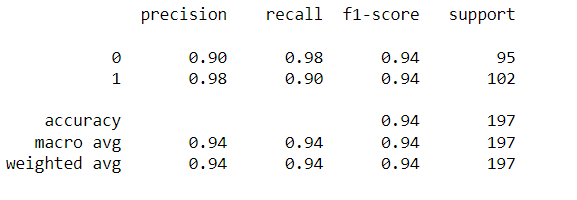 precision recall f1-score support
0 0.90 0.98 0.94 95
1 0.98 0.90 0.94 102
accuracy 0.94 197
macro avg 0.94 0.94 0.94 197
weighted avg 0.94 0.94 0.94 197